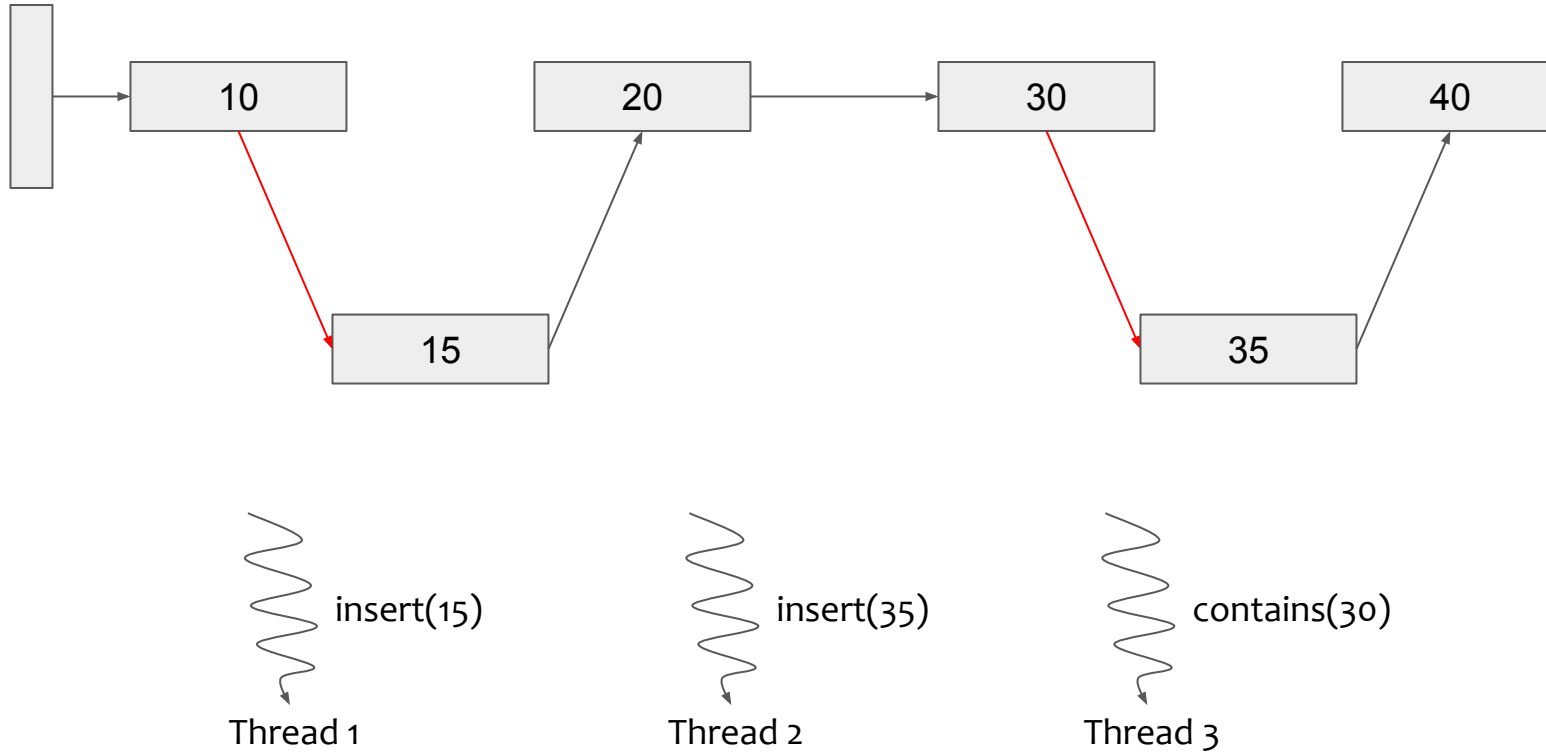 10
20
30
40
15
35
insert(15)
insert(35)
contains(30)
Thread 1
Thread 2
Thread 3